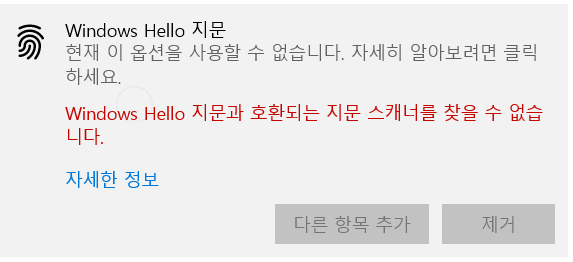 Windows Hello 지문
현재 이 옵션을 사용할 수 없습니다. 자세히 알아보려면 클릭
하세요.
Windows Hello 지문과 호환되는 지문 스캐너를 찾을 수 없습
니다.
자세한 정보
다른 항목 추가
제거